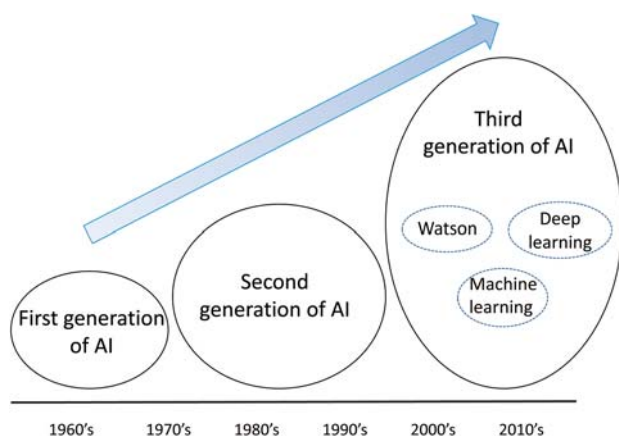 Third
generation of AI
Watson
Deep
learning
Machine
learning
Second
generation of AI
First generation
of AI
1960's 1970's 1980's 1990's 2000's 2010's